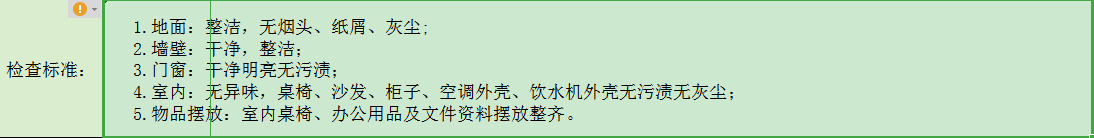 1.地面：整洁，无烟头、纸屑、灰尘；
2.墙壁：干净，整洁；
检查标准：
3.门窗：干净明亮无污渍；
4.室内：无异味，桌椅、沙发、柜子、空调外壳、饮水机外壳无污渍无灰尘；
5.物品摆放：室内桌椅、办公用品及文件资料摆放整齐。